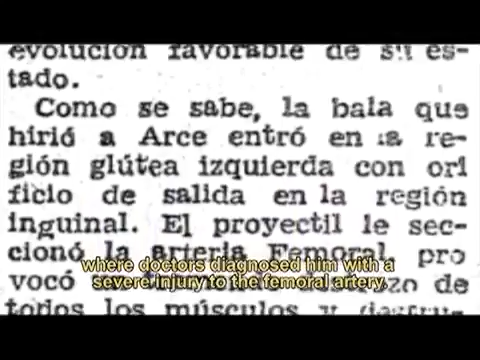 evolución favorable de su es-
tado.
Como se sabe, la bala que
hirió a Arce entró en la re-
gión glútea izquierda con ori
ficio de salida en la región
inguinal. El proyectil le sec-
cionó la arteria Femoral, pro
where doctors diagnosed him with a
vocó de
severe injury to the femoral artery.
todos los músculos y